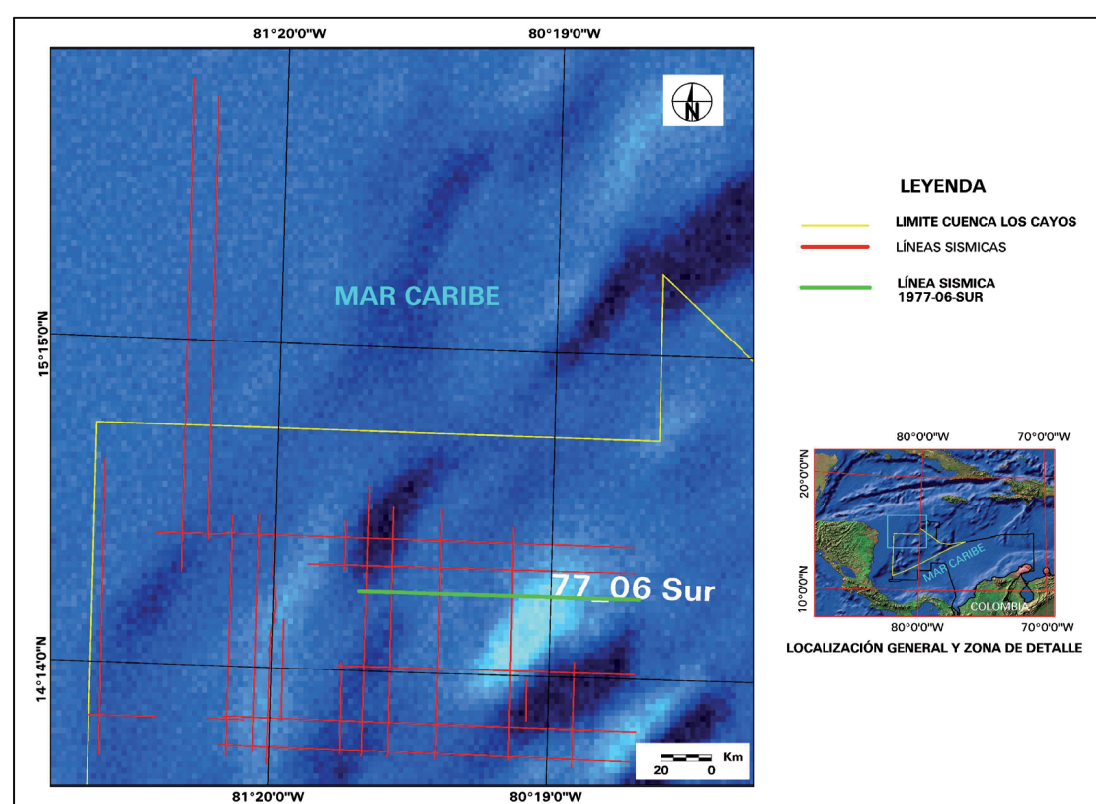 81°20'0"W 80°19'0"W
N
MAR CARIBE
15°15'0"N
14°14'0"N
77_06 Sur
Km
20 0
81°20'0"W 80°19'0"W
LEYENDA
LIMITE CUENCA LOS CAYOS
LÍNEAS SISMICAS
LÍNEA SISMICA
1977-06-SUR
80°0'0"W 70°0'0"W
20°0'0"N
10°0'0"N
MAR CARIBE
COLOMBIA
80°0'0"W 70°0'0"W
LOCALIZACIÓN GENERAL Y ZONA DE DETALLE